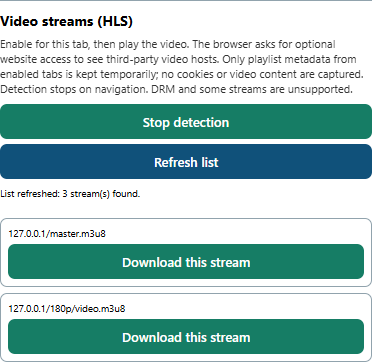 Video streams (HLS)
Enable for this tab, then play the video. The browser asks for optional
website access to see third-party video hosts. Only playlist metadata from
enabled tabs is kept temporarily; no cookies or video content are captured.
Detection stops on navigation. DRM and some streams are unsupported.
Stop detection
Refresh list
List refreshed: 3 stream(s) found.
127.0.0.1/master.m3u8
Download this stream
127.0.0.1/180p/video.m3u8
Download this stream